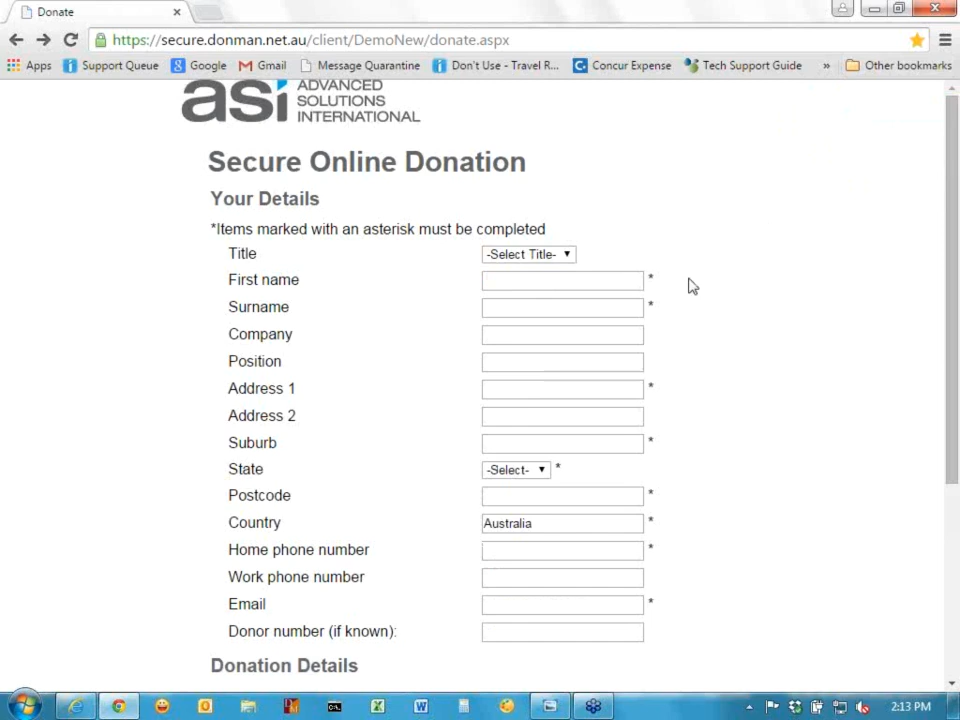 Donate
https://secure.donman.net.au/client/DemoNew/donate.aspx
Apps Support Queue Google Gmail Message Quarantine Don't Use - Travel R... Concur Expense Tech Support Guide » Other bookmarks
asi ADVANCED
SOLUTIONS
INTERNATIONAL
Secure Online Donation
Your Details
*Items marked with an asterisk must be completed
Title -Select Title-
First name *
Surname *
Company
Position
Address 1 *
Address 2
Suburb *
State -Select- *
Postcode *
Country Australia *
Home phone number *
Work phone number
Email *
Donor number (if known):
Donation Details
2:13 PM